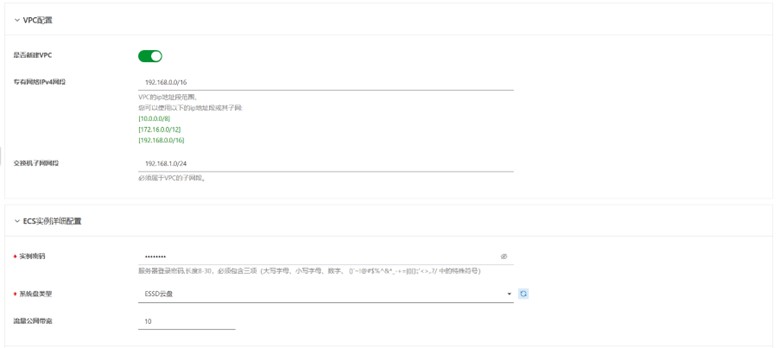 VPC配置
是否新建VPC
专有网络IPv4网段
192.168.0.0/16
VPC的ip地址段范围，
您可以使用以下的ip地址段或其子网:
[10.0.0.0/8]
[172.16.0.0/12]
[192.168.0.0/16]
交换机子网网段
192.168.1.0/24
必须属于VPC的子网段。
ECS实例详细配置
实例密码
••••••••
服务器登录密码,长度8-30，必须包含三项（大写字母、小写字母、数字、
中的特殊符号）
系统盘类型
ESSD云盘
流量公网带宽
10